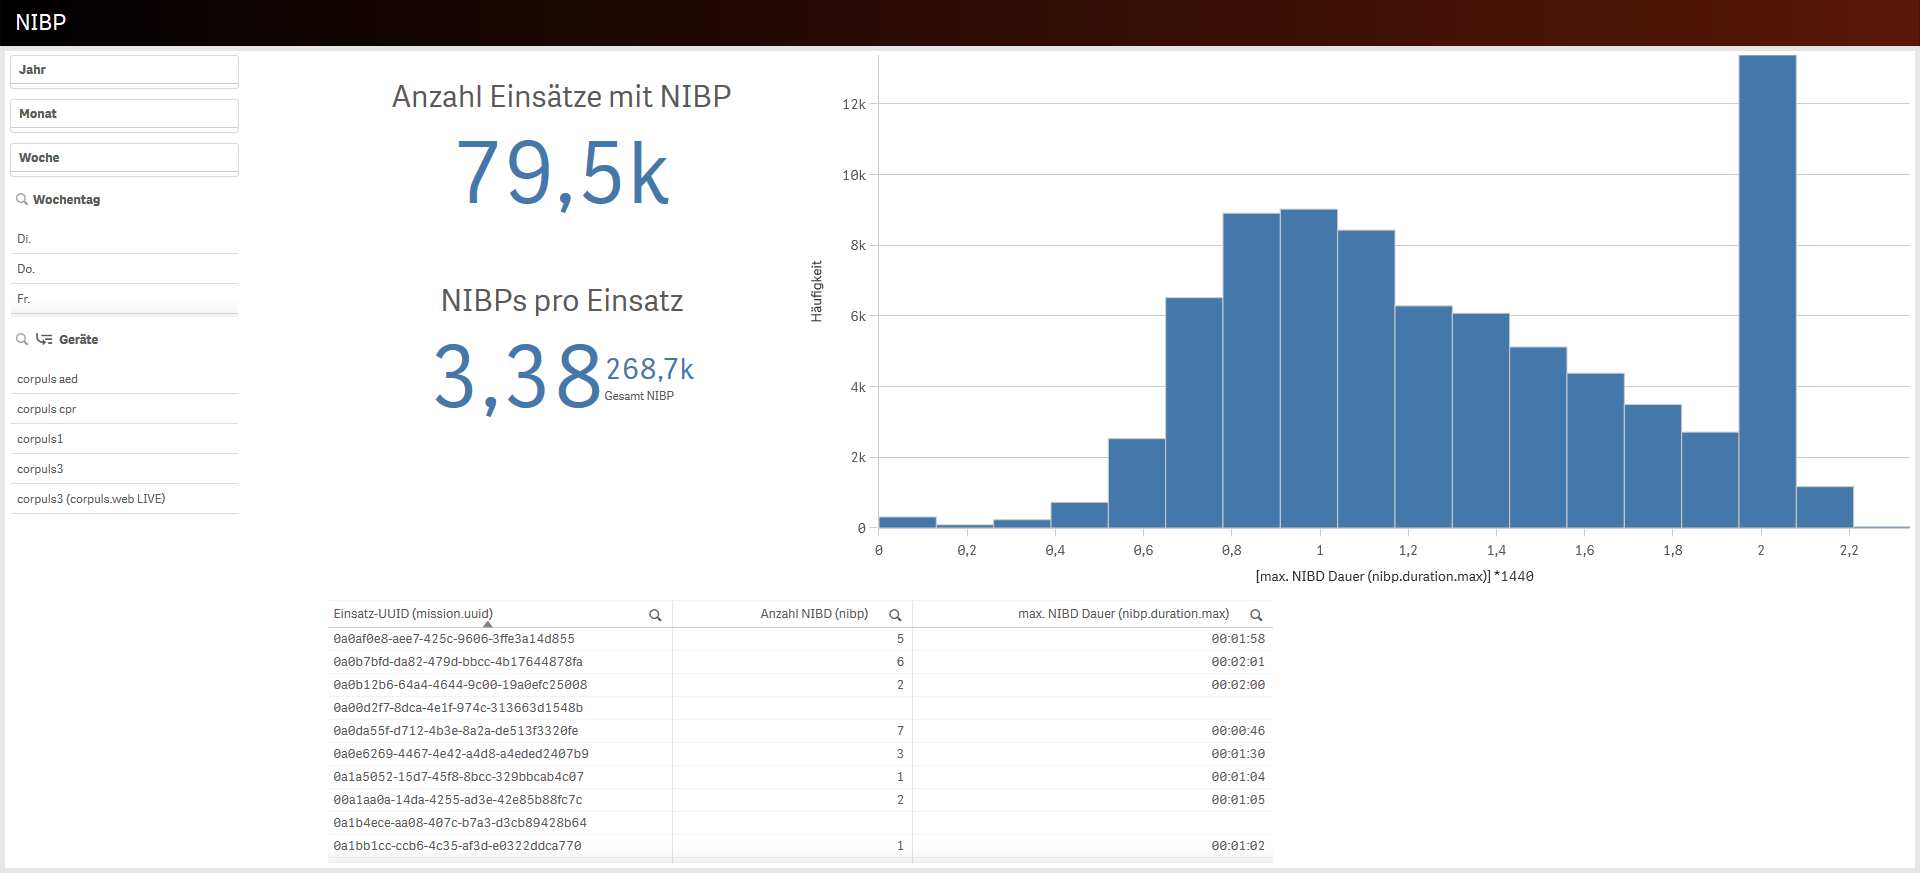 NIBP
Jahr
Monat
Woche
Wochentag
Di.
Do.
Fr.
Geräte
corpuls aed
corpuls cpr
corpuls1
corpuls3
corpuls3 (corpuls.web LIVE)
Anzahl Einsätze mit NIBP
79,5k
NIBPs pro Einsatz
3,38
268,7k
Gesamt NIBP
Häufigkeit
12k
10k
8k
6k
4k
2k
0
0 0,2 0,4 0,6 0,8 1 1,2 1,4 1,6 1,8 2 2,2
[max. NIBD Dauer (nibp.duration.max)] *1440
Einsatz-UUID (mission.uuid) Anzahl NIBD (nibp) max. NIBD Dauer (nibp.duration.max)
0a0af0e8-aee7-425c-9606-3ffe3a14d855 5 00:01:58
0a0b7bfd-da82-479d-bbcc-4b17644878fa 6 00:02:01
0a0b12b6-64a4-4644-9c00-19a0efc25008 2 00:02:00
0a00d2f7-8dca-4e1f-974c-313663d1548b
0a0da55f-d712-4b3e-8a2a-de513f3320fe 7 00:00:46
0a0e6269-4467-4e42-a4d8-a4eded2407b9 3 00:01:30
0a1a5052-15d7-45f8-8bcc-329bbcab4c07 1 00:01:04
00a1aa0a-14da-4255-ad3e-42e85b88fc7c 2 00:01:05
0a1b4ece-aa08-407c-b7a3-d3cb89428b64
0a1bb1cc-ccb6-4c35-af3d-e0322ddca770 1 00:01:02